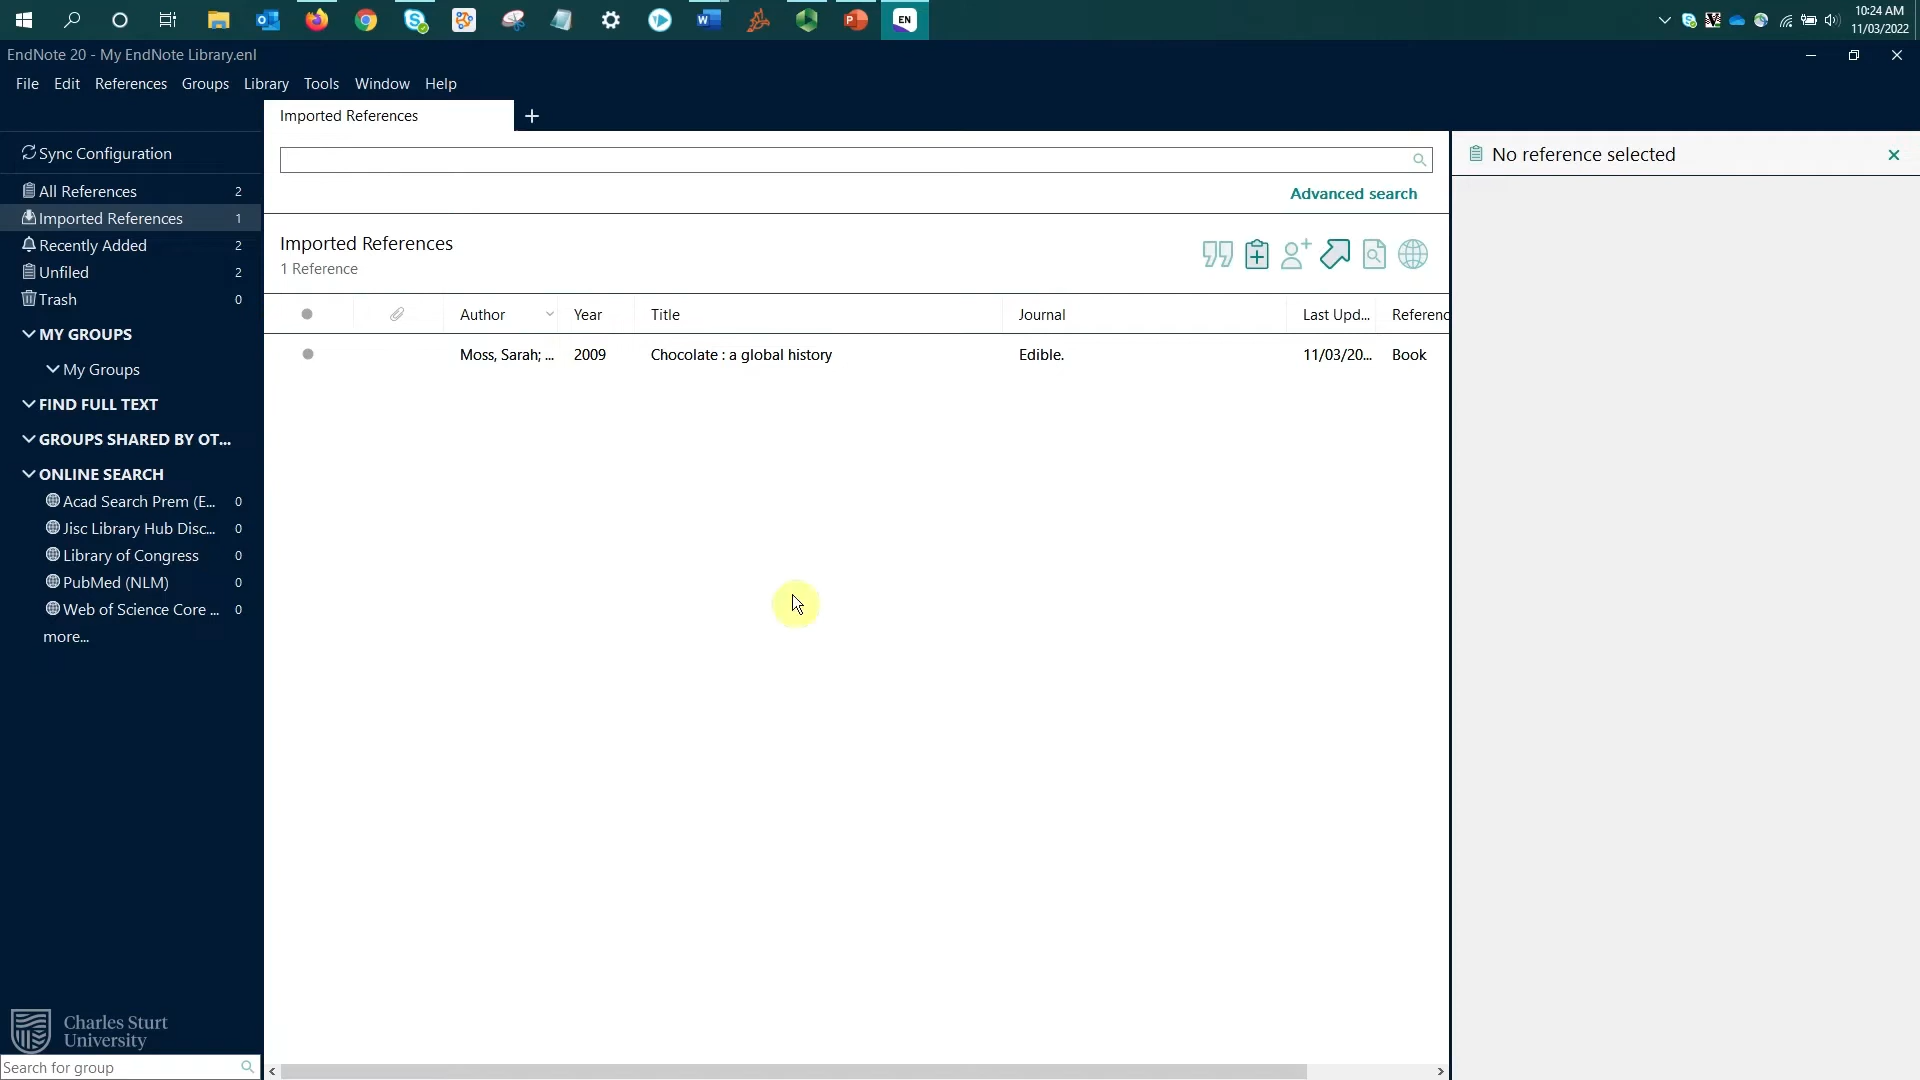 10:24 AM
11/03/2022
EN
EndNote 20 - My EndNote Library.enl
File Edit References Groups Library Tools Window Help
Imported References
Sync Configuration
All References 2
Imported References 1
Recently Added 2
Unfiled 2
Trash 0
MY GROUPS
My Groups
FIND FULL TEXT
GROUPS SHARED BY OT...
ONLINE SEARCH
Acad Search Prem (E... 0
Jisc Library Hub Disc... 0
Library of Congress 0
PubMed (NLM) 0
Web of Science Core ... 0
more...
Charles Sturt
University
Search for group
Advanced search
Imported References
1 Reference
Author Year Title Journal Last Upd... Referenc
Moss, Sarah; ... 2009 Chocolate : a global history Edible. 11/03/20... Book
No reference selected